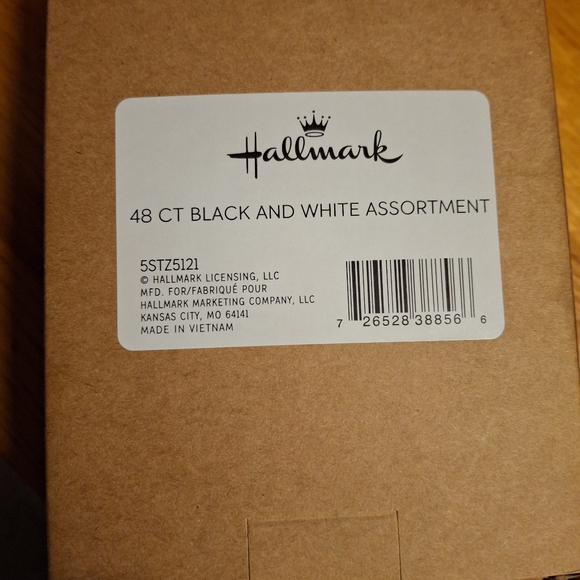 Hallmark
48 CT BLACK AND WHITE ASSORTMENT
5STZ5121
© HALLMARK LICENSING, LLC
MFD. FOR/FABRIQUÉ POUR
HALLMARK MARKETING COMPANY, LLC
KANSAS CITY, MO 64141
MADE IN VIETNAM
7 26528 38856 6